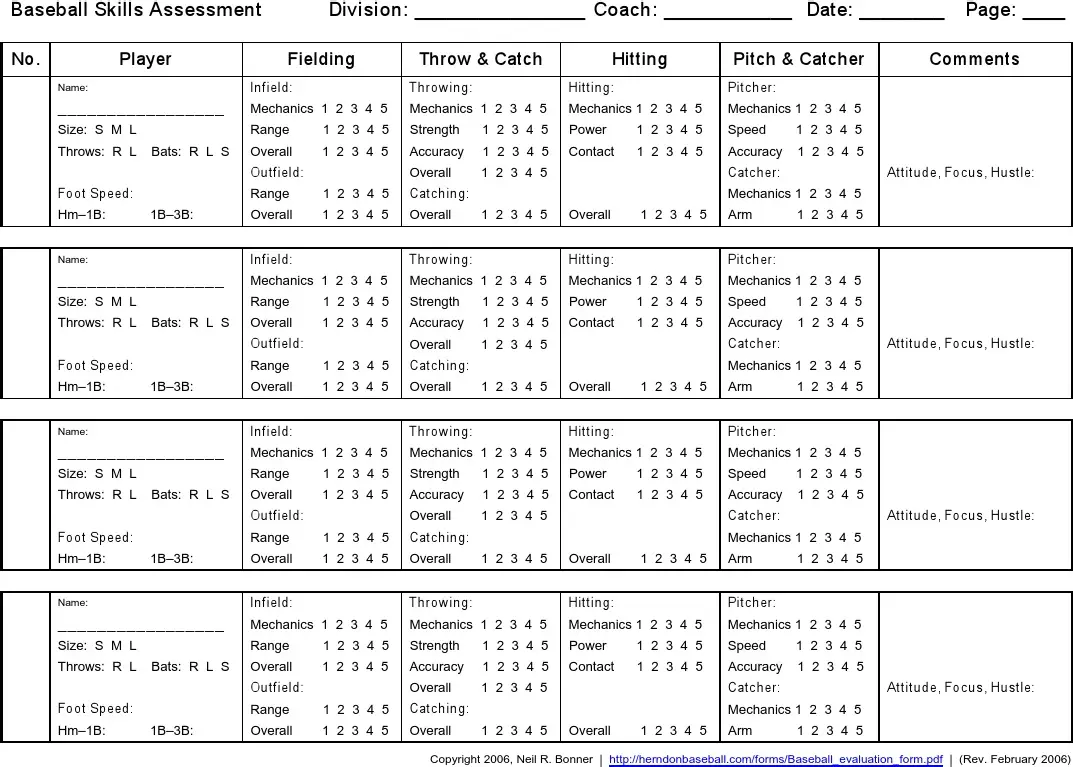 Baseball Skills Assessment Division: ________________ Coach: ____________ Date: ________ Page: ____
No. Player Fielding Throw & Catch Hitting Pitch & Catcher Comments
Name: Infield: Throwing: Hitting: Pitcher:
_________________ Mechanics 1 2 3 4 5 Mechanics 1 2 3 4 5 Mechanics 1 2 3 4 5 Mechanics 1 2 3 4 5
Size: S M L Range 1 2 3 4 5 Strength 1 2 3 4 5 Power 1 2 3 4 5 Speed 1 2 3 4 5
Throws: R L Bats: R L S Overall 1 2 3 4 5 Accuracy 1 2 3 4 5 Contact 1 2 3 4 5 Accuracy 1 2 3 4 5
Outfield: Overall 1 2 3 4 5 Catcher: Attitude, Focus, Hustle:
Foot Speed: Range 1 2 3 4 5 Catching: Mechanics 1 2 3 4 5
Hm–1B: 1B–3B: Overall 1 2 3 4 5 Overall 1 2 3 4 5 Overall 1 2 3 4 5 Arm 1 2 3 4 5
Name: Infield: Throwing: Hitting: Pitcher:
_________________ Mechanics 1 2 3 4 5 Mechanics 1 2 3 4 5 Mechanics 1 2 3 4 5 Mechanics 1 2 3 4 5
Size: S M L Range 1 2 3 4 5 Strength 1 2 3 4 5 Power 1 2 3 4 5 Speed 1 2 3 4 5
Throws: R L Bats: R L S Overall 1 2 3 4 5 Accuracy 1 2 3 4 5 Contact 1 2 3 4 5 Accuracy 1 2 3 4 5
Outfield: Overall 1 2 3 4 5 Catcher: Attitude, Focus, Hustle:
Foot Speed: Range 1 2 3 4 5 Catching: Mechanics 1 2 3 4 5
Hm–1B: 1B–3B: Overall 1 2 3 4 5 Overall 1 2 3 4 5 Overall 1 2 3 4 5 Arm 1 2 3 4 5
Name: Infield: Throwing: Hitting: Pitcher:
_________________ Mechanics 1 2 3 4 5 Mechanics 1 2 3 4 5 Mechanics 1 2 3 4 5 Mechanics 1 2 3 4 5
Size: S M L Range 1 2 3 4 5 Strength 1 2 3 4 5 Power 1 2 3 4 5 Speed 1 2 3 4 5
Throws: R L Bats: R L S Overall 1 2 3 4 5 Accuracy 1 2 3 4 5 Contact 1 2 3 4 5 Accuracy 1 2 3 4 5
Outfield: Overall 1 2 3 4 5 Catcher: Attitude, Focus, Hustle:
Foot Speed: Range 1 2 3 4 5 Catching: Mechanics 1 2 3 4 5
Hm–1B: 1B–3B: Overall 1 2 3 4 5 Overall 1 2 3 4 5 Overall 1 2 3 4 5 Arm 1 2 3 4 5
Name: Infield: Throwing: Hitting: Pitcher:
_________________ Mechanics 1 2 3 4 5 Mechanics 1 2 3 4 5 Mechanics 1 2 3 4 5 Mechanics 1 2 3 4 5
Size: S M L Range 1 2 3 4 5 Strength 1 2 3 4 5 Power 1 2 3 4 5 Speed 1 2 3 4 5
Throws: R L Bats: R L S Overall 1 2 3 4 5 Accuracy 1 2 3 4 5 Contact 1 2 3 4 5 Accuracy 1 2 3 4 5
Outfield: Overall 1 2 3 4 5 Catcher: Attitude, Focus, Hustle:
Foot Speed: Range 1 2 3 4 5 Catching: Mechanics 1 2 3 4 5
Hm–1B: 1B–3B: Overall 1 2 3 4 5 Overall 1 2 3 4 5 Overall 1 2 3 4 5 Arm 1 2 3 4 5
Copyright 2006, Neil R. Bonner | http://herndonbaseball.com/forms/Baseball_evaluation_form.pdf | (Rev. February 2006)